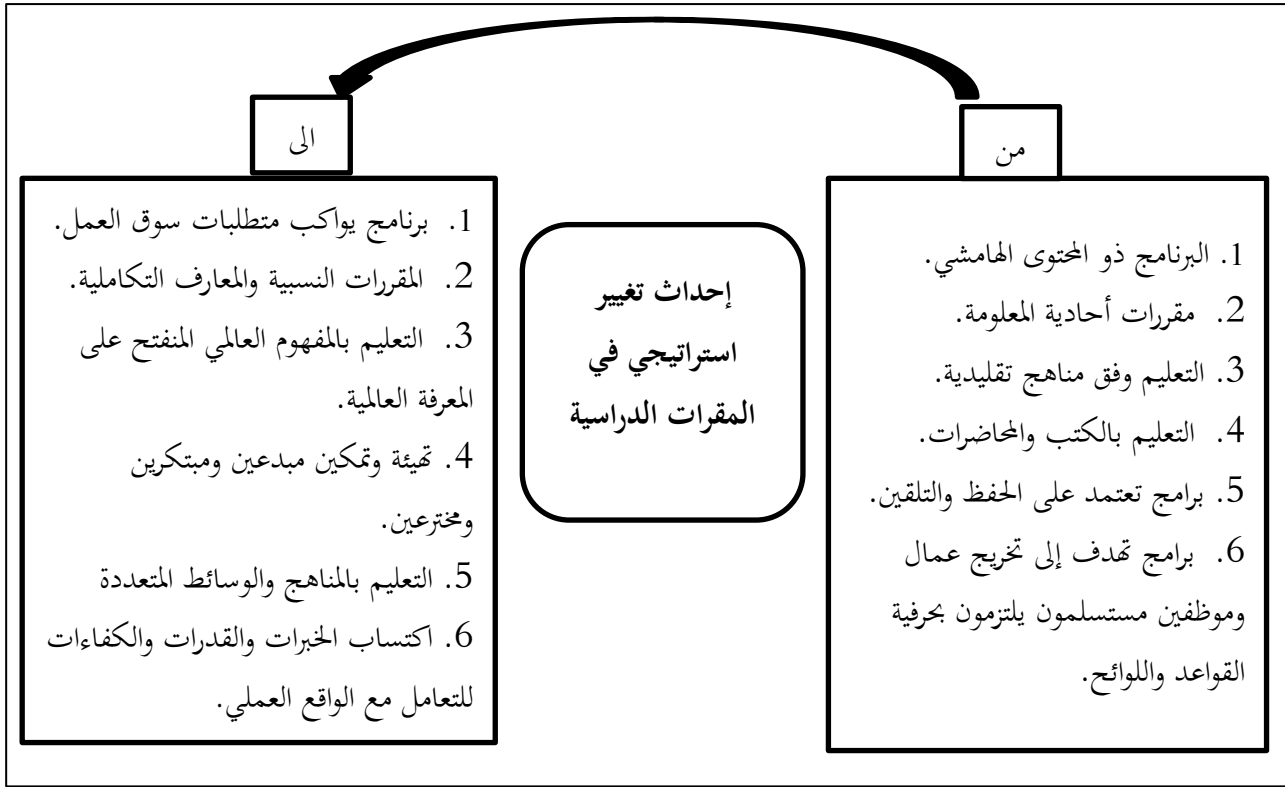 من
1. البرنامج ذو المحتوى الهامشي.
2. مقررات أحادية المعلومة.
3. التعليم وفق مناهج تقليدية.
4. التعليم بالكتب والمحاضرات.
5. برامج تعتمد على الحفظ والتلقين.
6. برامج تهدف إلى تخريج عمال
وموظفين مستسلمون يلتزمون بحرفية
القواعد واللوائح.
إحداث تغيير
استراتيجي في
المقرات الدراسية
الى
1. برنامج يواكب متطلبات سوق العمل.
2. المقررات النسبية والمعارف التكاملية.
3. التعليم بالمفهوم العالمي المنفتح على
المعرفة العالمية.
4. تهيئة وتمكين مبدعين ومبتكرين
ومخترعين.
5. التعليم بالمناهج والوسائط المتعددة
6. اكتساب الخبرات والقدرات والكفاءات
للتعامل مع الواقع العملي.